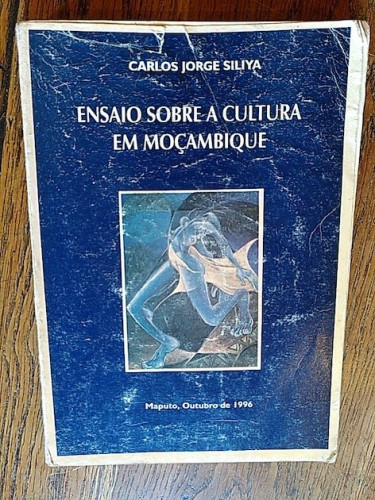 CARLOS JORGE SILIYA
ENSAIO SOBRE A CULTURA
EM MOÇAMBIQUE
Maputo, Outubro de 1996